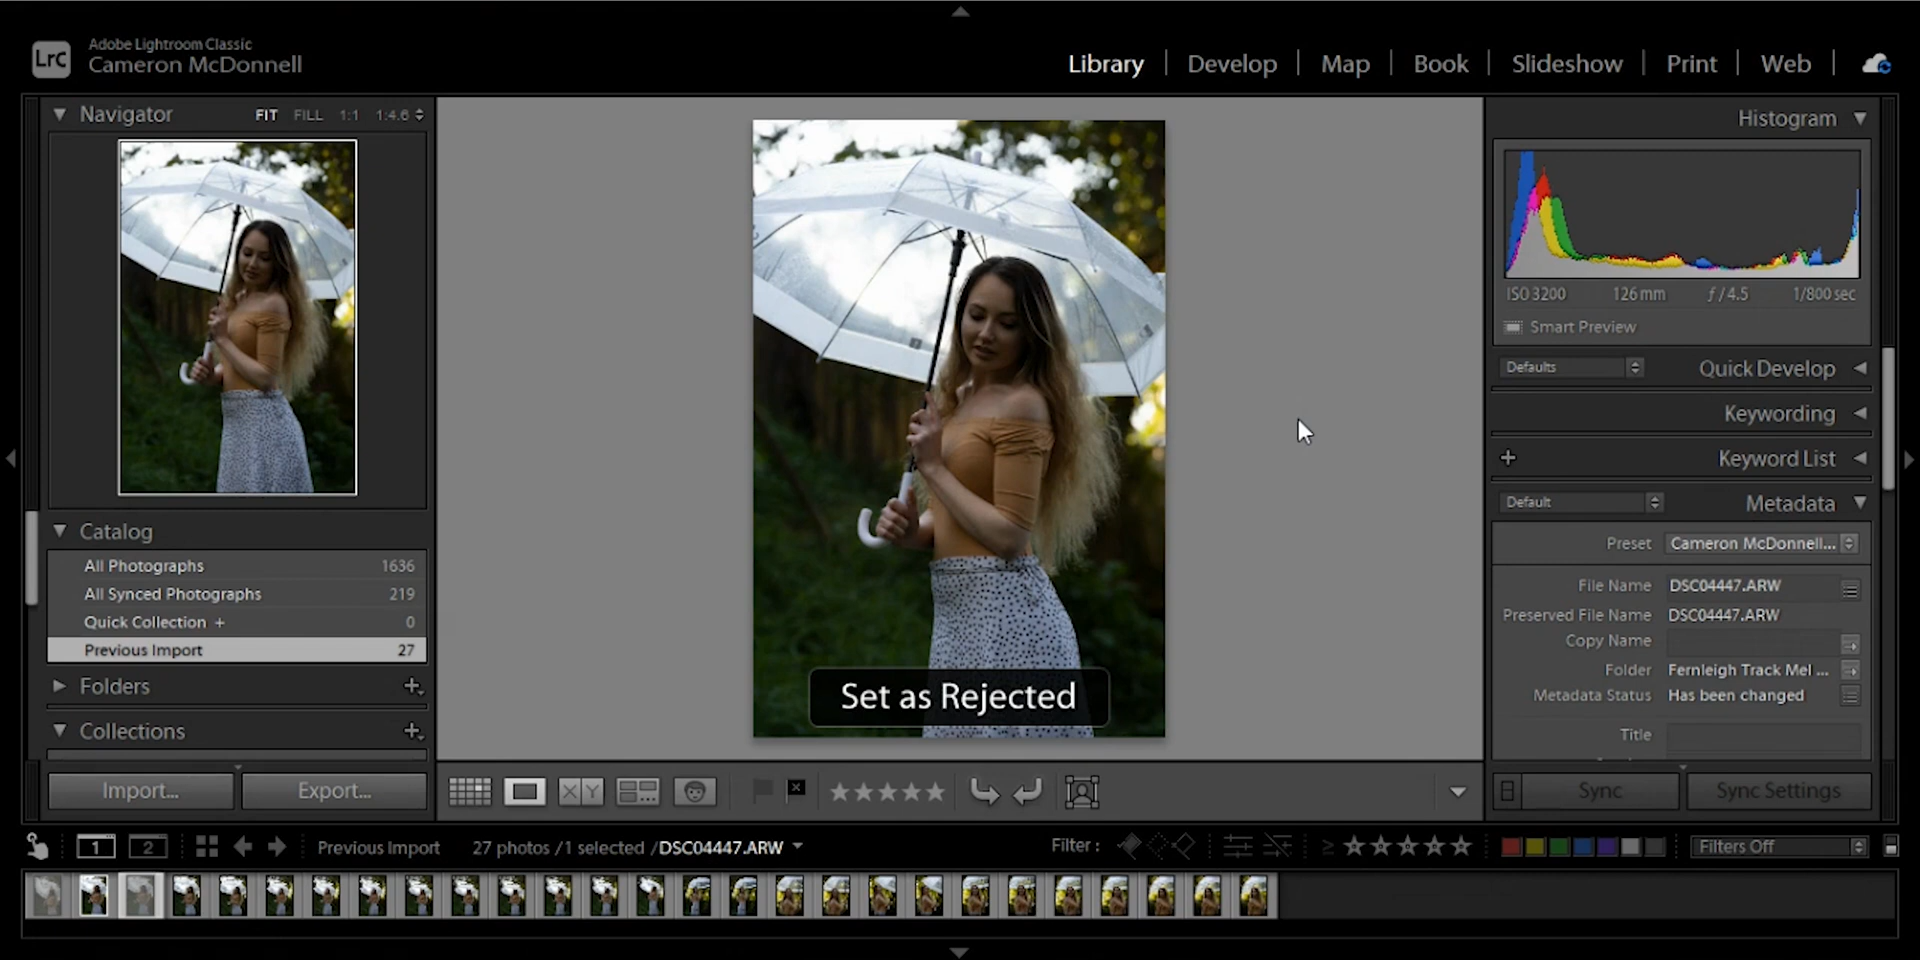 LrC
Adobe Lightroom Classic
Cameron McDonnell
Library
Develop
Map
Book
Slideshow
Print
Web
Navigator
FIT
FILL
1:1
1:4.6
Histogram
ISO 3200
126 mm
ƒ / 4.5
1/800 sec
Smart Preview
Defaults
Quick Develop
Keywording
Keyword List
Default
Metadata
Preset
Cameron McDonnell...
File Name
DSC04447.ARW
Preserved File Name
DSC04447.ARW
Copy Name
Folder
Fernleigh Track Mel ...
Metadata Status
Has been changed
Title
Catalog
All Photographs 1636
All Synced Photographs 219
Quick Collection + 0
Previous Import 27
Folders
Collections
Set as Rejected
Import...
Export...
X Y
Sync
Sync Settings
1
2
Previous Import
27 photos /1 selected /DSC04447.ARW
Filter :
≥
Filters Off